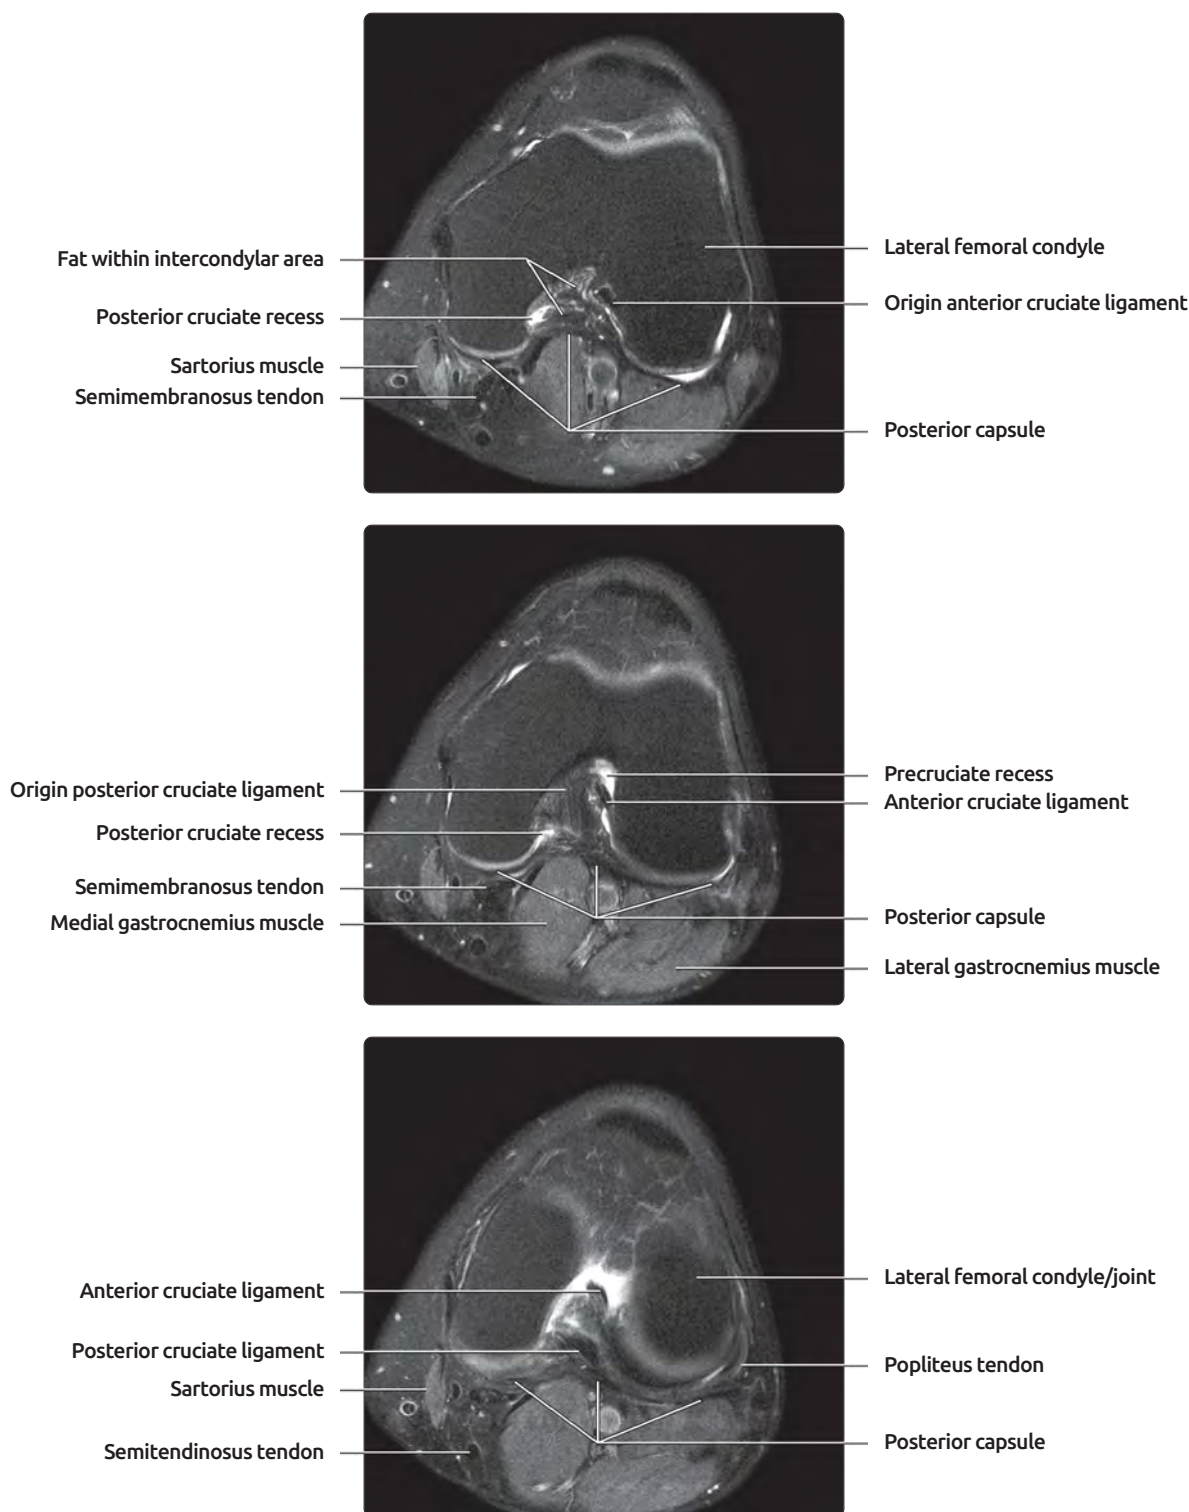 Fat within intercondylar area
Posterior cruciate recess
Sartorius muscle
Semimembranosus tendon
Lateral femoral condyle
Origin anterior cruciate ligament
Posterior capsule
Origin posterior cruciate ligament
Posterior cruciate recess
Semimembranosus tendon
Medial gastrocnemius muscle
Precruciate recess
Anterior cruciate ligament
Posterior capsule
Lateral gastrocnemius muscle
Anterior cruciate ligament
Posterior cruciate ligament
Sartorius muscle
Semitendinosus tendon
Lateral femoral condyle/joint
Popliteus tendon
Posterior capsule